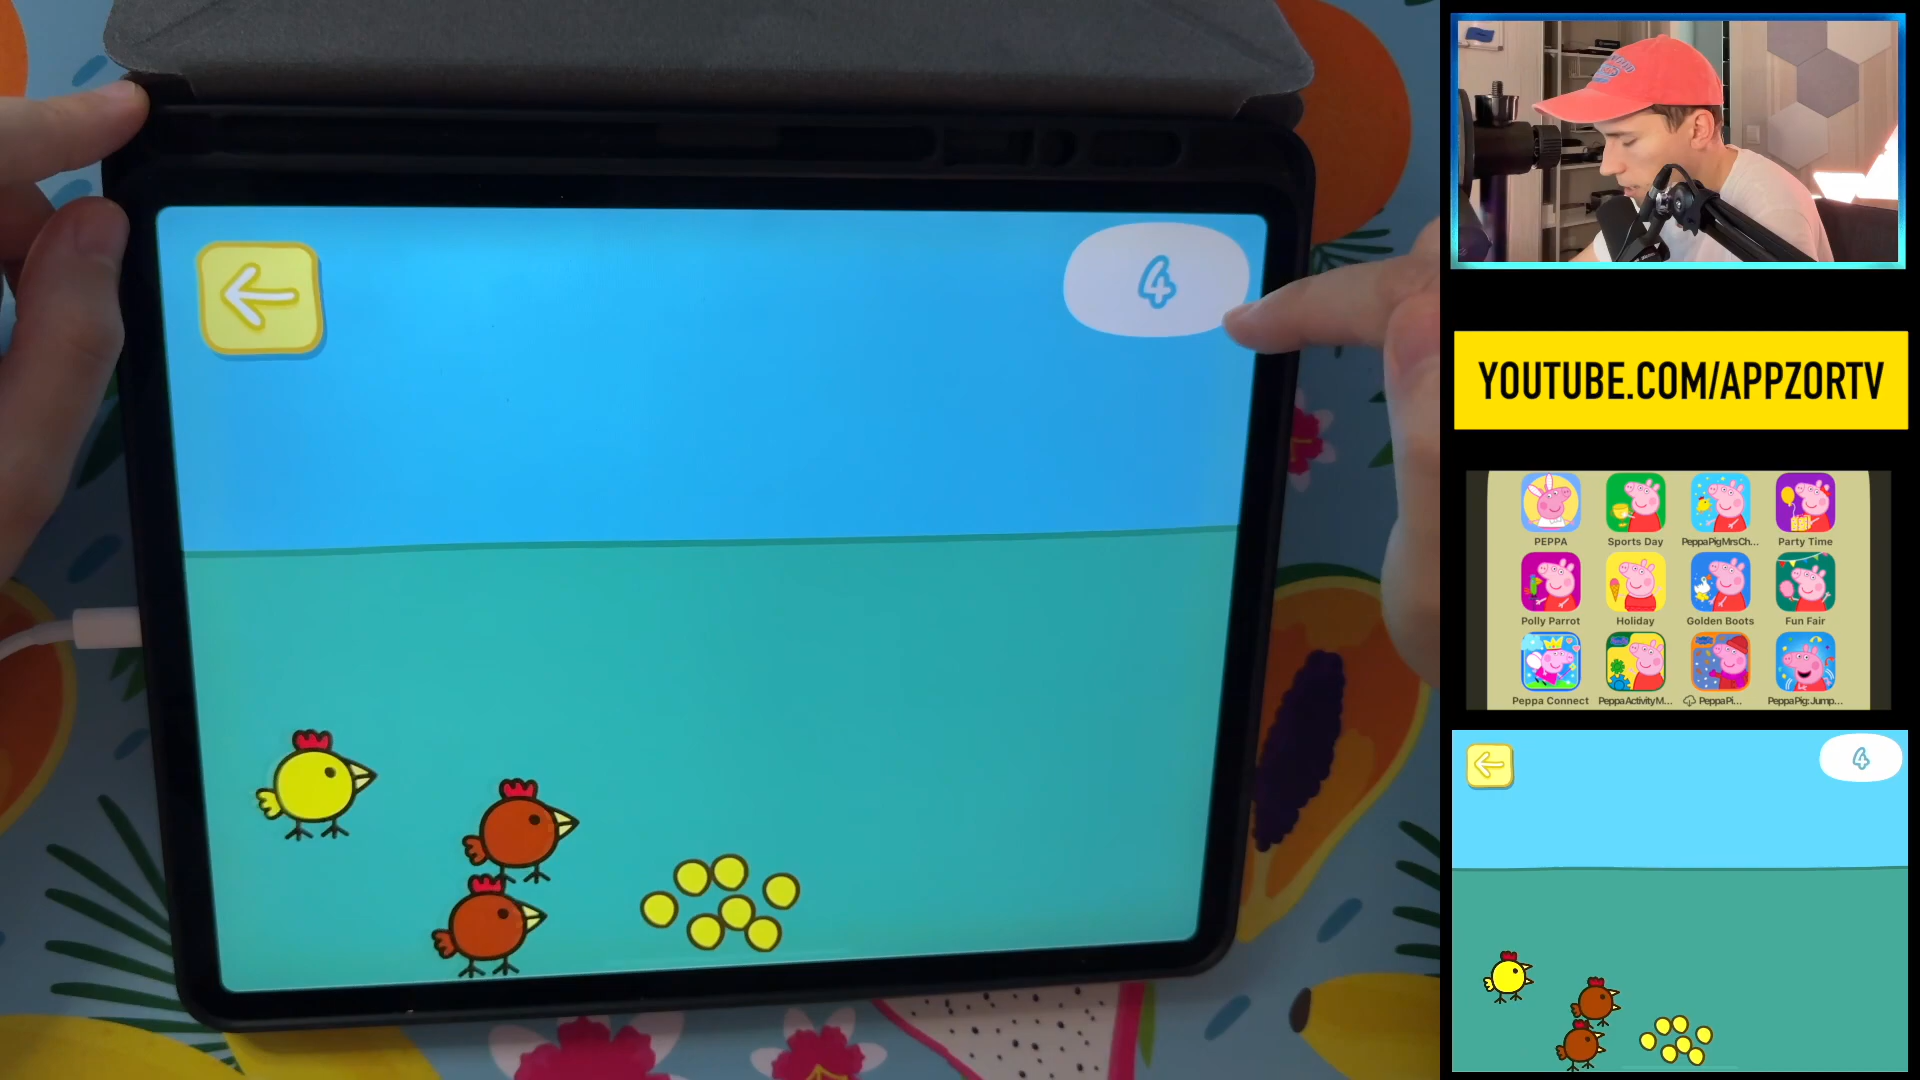 4
YOUTUBE.COM/APPZORTV
PEPPA
Sports Day
PeppaPigMrsCh...
Party Time
Polly Parrot
Holiday
Golden Boots
Fun Fair
Peppa Connect
PeppaActivityM...
PeppaPi...
PeppaPig:Jump...
4